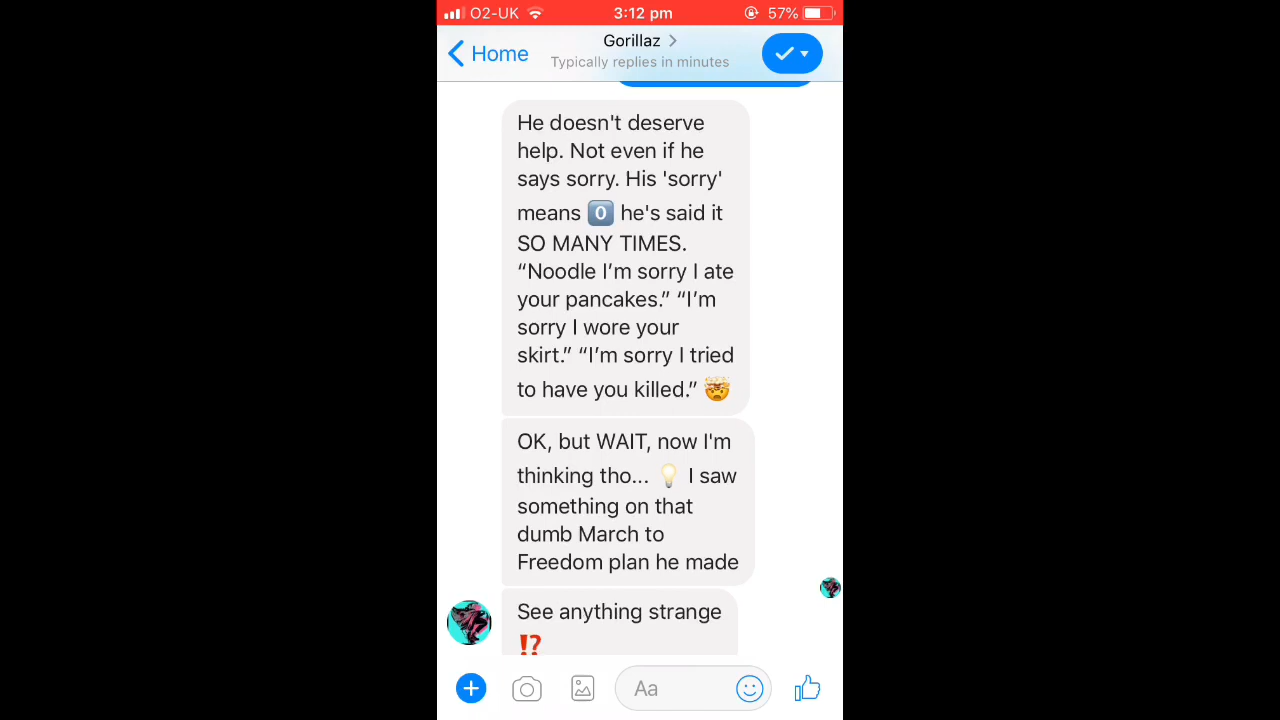 O2-UK 3:12 pm 57%
Home Gorillaz
Typically replies in minutes
He doesn't deserve
help. Not even if he
says sorry. His 'sorry'
means 0️⃣ he's said it
SO MANY TIMES.
“Noodle I’m sorry I ate
your pancakes.” “I’m
sorry I wore your
skirt.” “I’m sorry I tried
to have you killed.” 🤯
OK, but WAIT, now I'm
thinking tho... 💡 I saw
something on that
dumb March to
Freedom plan he made
See anything strange
⁉️
Aa